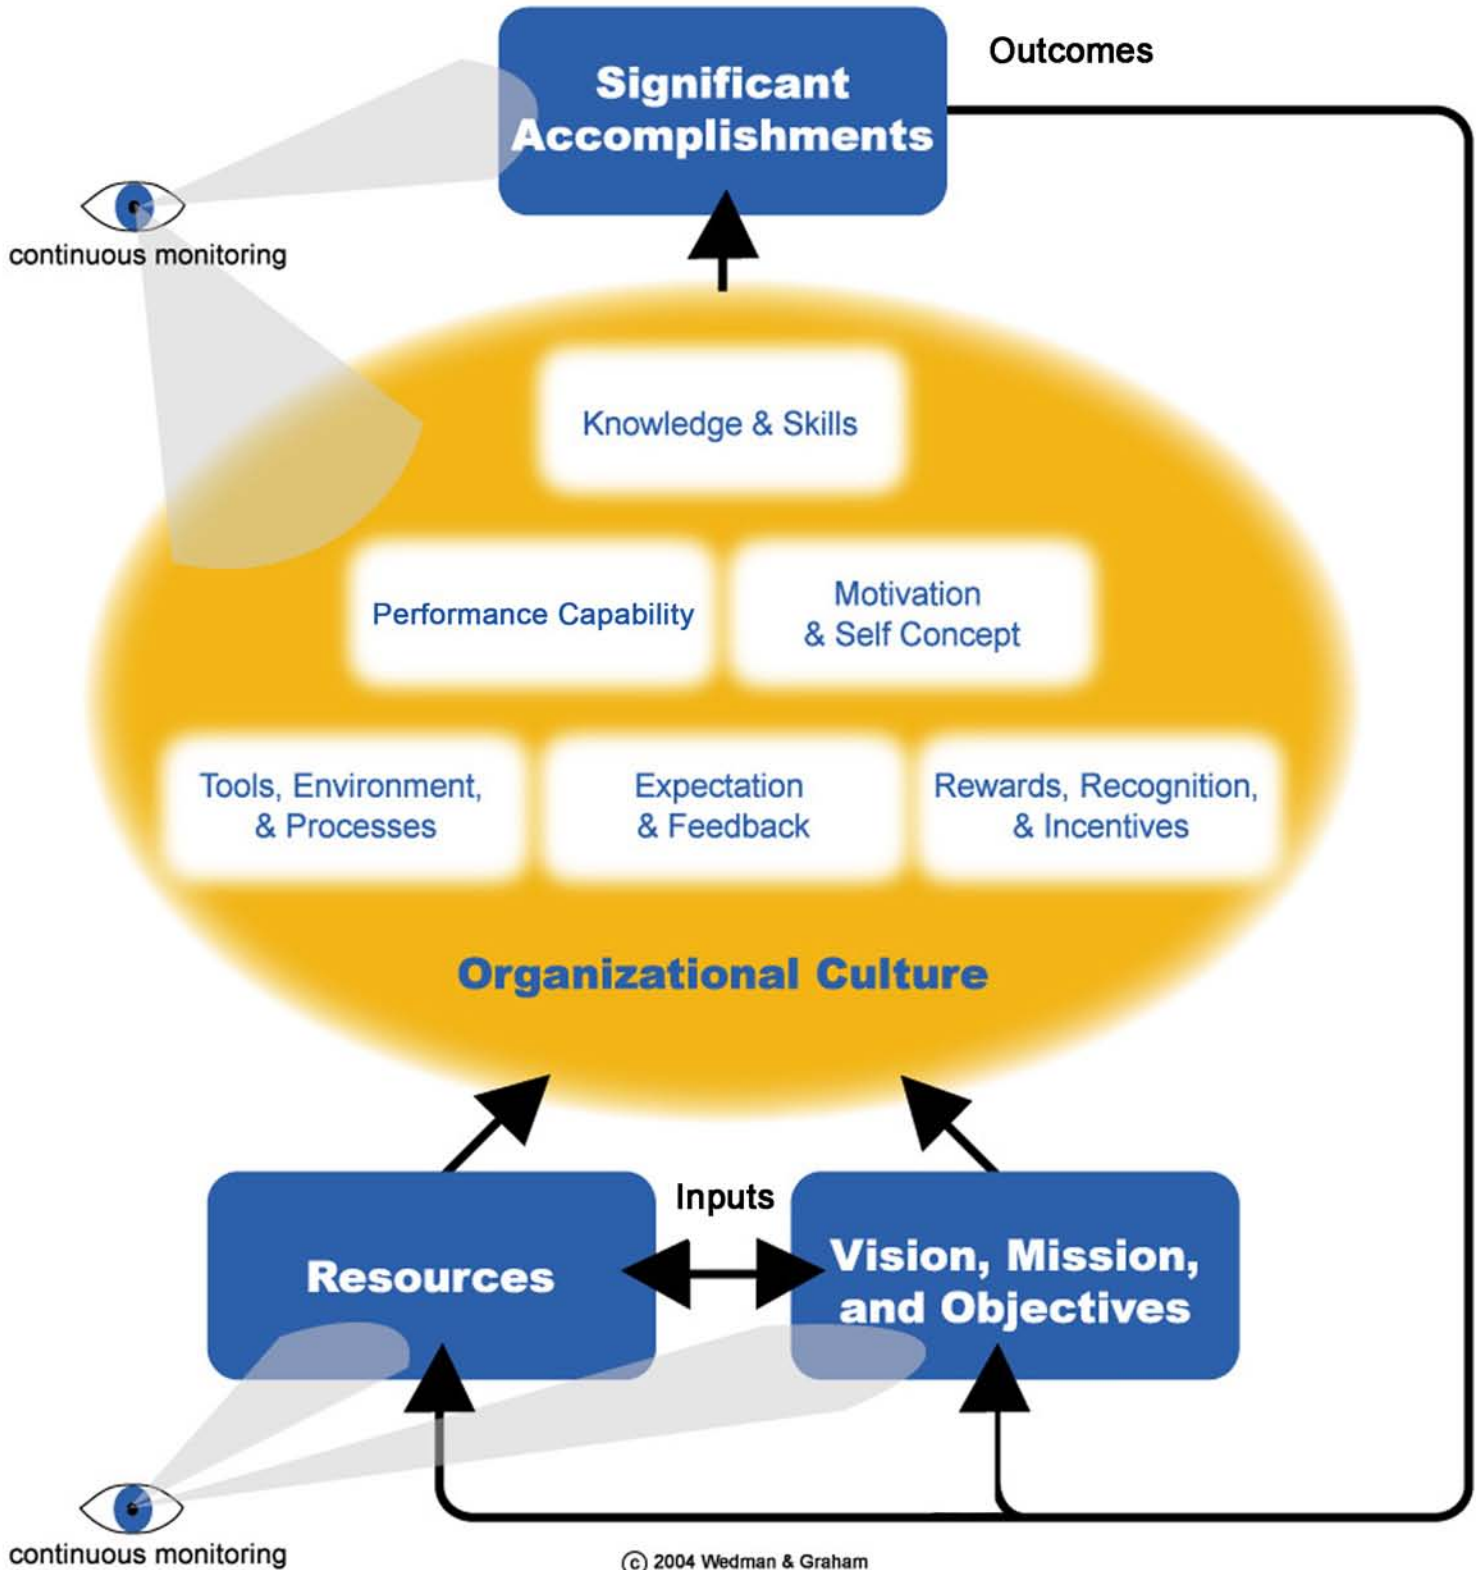 Outcomes
Significant
Accomplishments
continuous monitoring
Knowledge & Skills
Performance Capability
Motivation
& Self Concept
Tools, Environment,
& Processes
Expectation
& Feedback
Rewards, Recognition,
& Incentives
Organizational Culture
Inputs
Resources
Vision, Mission,
and Objectives
continuous monitoring
© 2004 Wedman & Graham